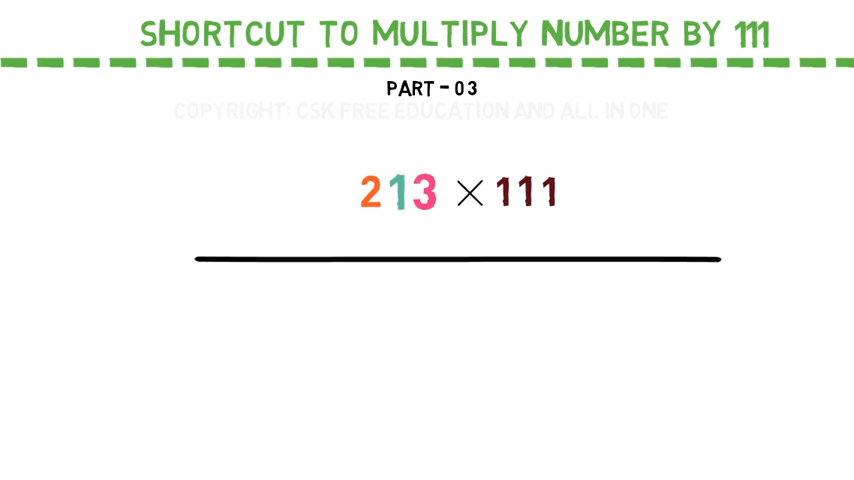 SHORTCUT TO MULTIPLY NUMBER BY 111
PART - 03
COPYRIGHT: CSK FREE EDUCATION AND ALL IN ONE
213 × 111